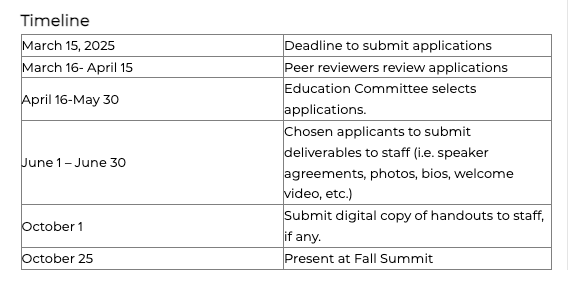 Timeline
March 15, 2025
Deadline to submit applications
March 16- April 15
Peer reviewers review applications
April 16-May 30
Education Committee selects
applications.
June 1 – June 30
Chosen applicants to submit
deliverables to staff (i.e. speaker
agreements, photos, bios, welcome
video, etc.)
October 1
Submit digital copy of handouts to staff,
if any.
October 25
Present at Fall Summit